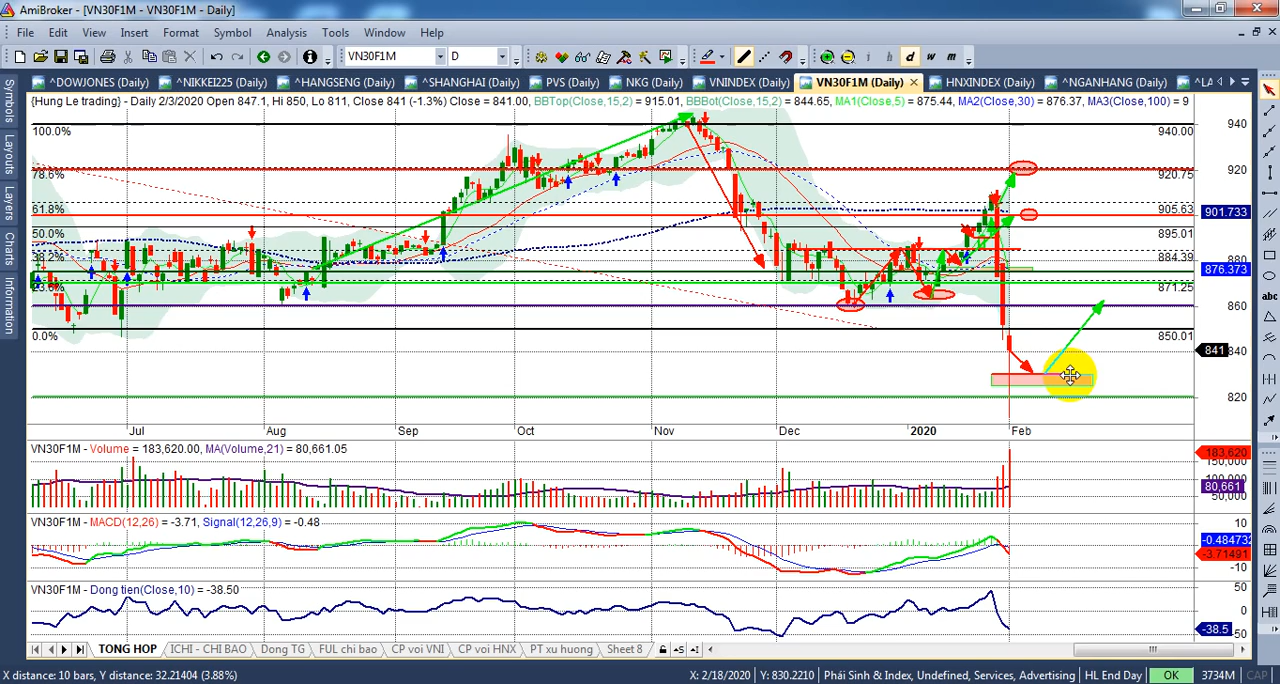 AmiBroker - [VN30F1M - VN30F1M - Daily]
File Edit View Insert Format Symbol Analysis Tools Window Help
VN30F1M D i h d w m
^DOWJONES (Daily) ^NIKKEI225 (Daily) ^HANGSENG (Daily) ^SHANGHAI (Daily) PVS (Daily) NKG (Daily) VNINDEX (Daily) VN30F1M (Daily) HNXINDEX (Daily) ^NGANHANG (Daily) ^LA
{Hung Le trading} - Daily 2/3/2020 Open 847.1, Hi 850, Lo 811, Close 841 (-1.3%) Close = 841.00, BBTop(Close,15,2) = 915.01, BBBot(Close,15,2) = 844.65, MA1(Close,5) = 875.44, MA2(Close,30) = 876.37, MA3(Close,100) = 9
Symbols
Layouts
Layers
Charts
Information
100.0% 940.00 940
78.6% 920.75 920
61.8% 905.63 901.733
50.0% 895.01
38.2% 884.39 880
876.373
871.25
860
0.0% 850.01
841 840
820
Jul Aug Sep Oct Nov Dec 2020 Feb
VN30F1M - Volume = 183,620.00, MA(Volume,21) = 80,661.05
183,620
150,000
80,661
50,000
VN30F1M - MACD(12,26) = -3.71, Signal(12,26,9) = -0.48
10
-0.484732
-3.71491
-10
VN30F1M - Dong tien(Close,10) = -38.50
50
0
-38.5
50
TONG HOP ICHI - CHI BAO Dong TG FUL chi bao CP voi VNI CP voi HNX PT xu huong Sheet 8
abc
X distance: 10 bars, Y distance: 32.21404 (3.88%) X: 2/18/2020 Y: 830.2210 Phái Sinh & Index, Undefined, Services, Advertising HL End Day OK 3734M CAP